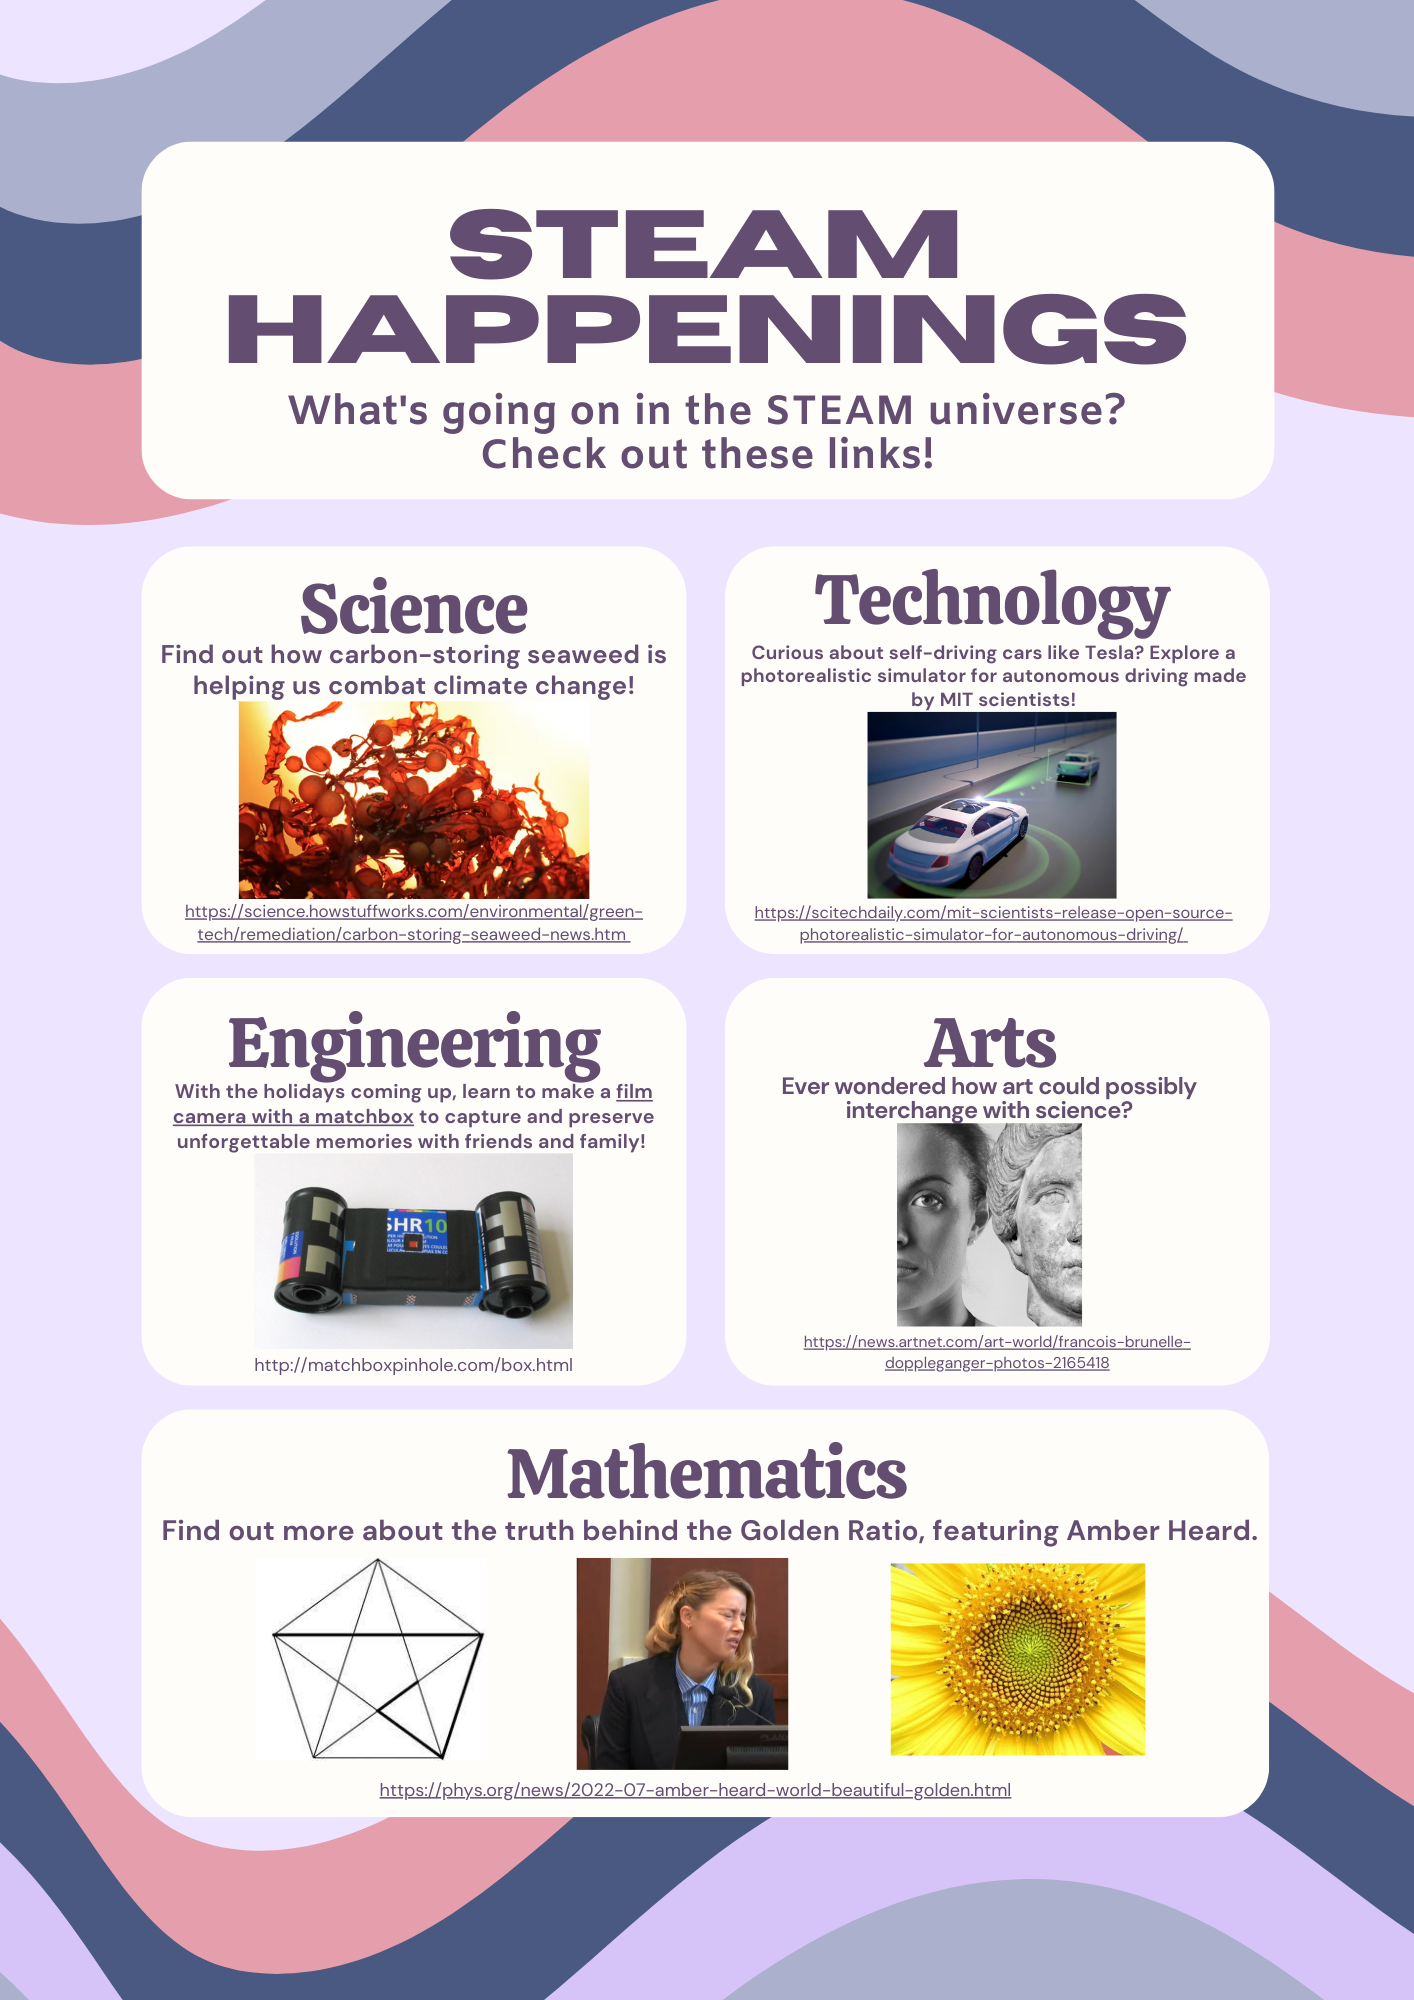 STEAM
HAPPENINGS
What's going on in the STEAM universe?
Check out these links!
Science
Find out how carbon-storing seaweed is
helping us combat climate change!
https://science.howstuffworks.com/environmental/green-
tech/remediation/carbon-storing-seaweed-news.htm
Technology
Curious about self-driving cars like Tesla? Explore a
photorealistic simulator for autonomous driving made
by MIT scientists!
https://scitechdaily.com/mit-scientists-release-open-source-
photorealistic-simulator-for-autonomous-driving/
Engineering
With the holidays coming up, learn to make a film
camera with a matchbox to capture and preserve
unforgettable memories with friends and family!
SHR10
http://matchboxpinhole.com/box.html
Arts
Ever wondered how art could possibly
interchange with science?
https://news.artnet.com/art-world/francois-brunelle-
doppleganger-photos-2165418
Mathematics
Find out more about the truth behind the Golden Ratio, featuring Amber Heard.
https://phys.org/news/2022-07-amber-heard-world-beautiful-golden.html